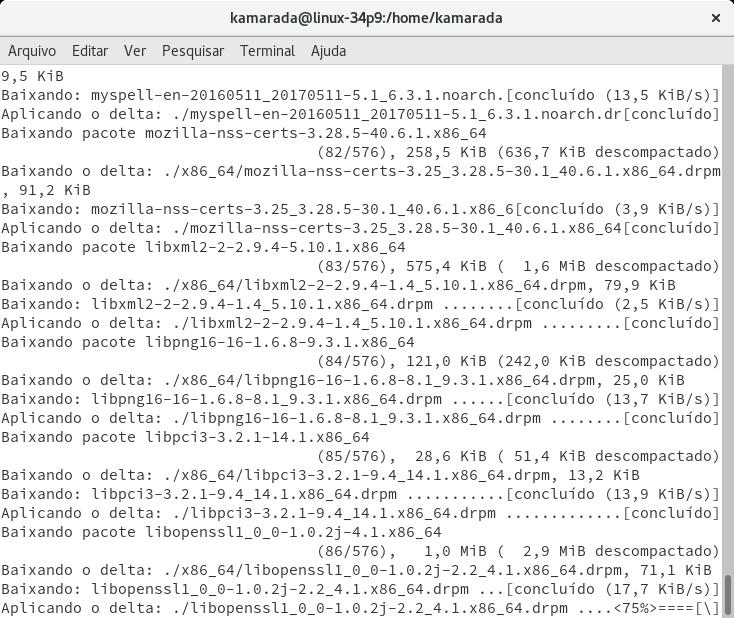 kamarada@linux-34p9:/home/kamarada
Arquivo Editar Ver Pesquisar Terminal Ajuda
9,5 KiB
Baixando: myspell-en-20160511_20170511-5.1_6.3.1.noarch.[concluído (13,5 KiB/s)]
Aplicando o delta: ./myspell-en-20160511_20170511-5.1_6.3.1.noarch.dr[concluído]
Baixando pacote mozilla-nss-certs-3.28.5-40.6.1.x86_64
(82/576), 258,5 KiB (636,7 KiB descompactado)
Baixando o delta: ./x86_64/mozilla-nss-certs-3.25_3.28.5-30.1_40.6.1.x86_64.drpm
, 91,2 KiB
Baixando: mozilla-nss-certs-3.25_3.28.5-30.1_40.6.1.x86_6[concluído (3,9 KiB/s)]
Aplicando o delta: ./mozilla-nss-certs-3.25_3.28.5-30.1_40.6.1.x86_64[concluído]
Baixando pacote libxml2-2-2.9.4-5.10.1.x86_64
(83/576), 575,4 KiB (  1,6 MiB descompactado)
Baixando o delta: ./x86_64/libxml2-2-2.9.4-1.4_5.10.1.x86_64.drpm, 79,9 KiB
Baixando: libxml2-2-2.9.4-1.4_5.10.1.x86_64.drpm ........[concluído (2,5 KiB/s)]
Aplicando o delta: ./libxml2-2-2.9.4-1.4_5.10.1.x86_64.drpm .........[concluído]
Baixando pacote libpng16-16-1.6.8-9.3.1.x86_64
(84/576), 121,0 KiB (242,0 KiB descompactado)
Baixando o delta: ./x86_64/libpng16-16-1.6.8-8.1_9.3.1.x86_64.drpm, 25,0 KiB
Baixando: libpng16-16-1.6.8-8.1_9.3.1.x86_64.drpm ......[concluído (13,7 KiB/s)]
Aplicando o delta: ./libpng16-16-1.6.8-8.1_9.3.1.x86_64.drpm ........[concluído]
Baixando pacote libpci3-3.2.1-14.1.x86_64
(85/576),  28,6 KiB ( 51,4 KiB descompactado)
Baixando o delta: ./x86_64/libpci3-3.2.1-9.4_14.1.x86_64.drpm, 13,2 KiB
Baixando: libpci3-3.2.1-9.4_14.1.x86_64.drpm ...........[concluído (13,9 KiB/s)]
Aplicando o delta: ./libpci3-3.2.1-9.4_14.1.x86_64.drpm .............[concluído]
Baixando pacote libopenssl1_0_0-1.0.2j-4.1.x86_64
(86/576),   1,0 MiB (  2,9 MiB descompactado)
Baixando o delta: ./x86_64/libopenssl1_0_0-1.0.2j-2.2_4.1.x86_64.drpm, 71,1 KiB
Baixando: libopenssl1_0_0-1.0.2j-2.2_4.1.x86_64.drpm ...[concluído (17,7 KiB/s)]
Aplicando o delta: ./libopenssl1_0_0-1.0.2j-2.2_4.1.x86_64.drpm ....<75%>====[\]